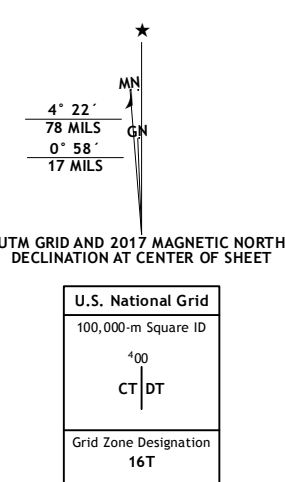 ★
MN
4° 22´
78 MILS
GN
0° 58´
17 MILS
UTM GRID AND 2017 MAGNETIC NORTH
DECLINATION AT CENTER OF SHEET
U.S. National Grid
100,000-m Square ID
⁴00
CT DT
Grid Zone Designation
16T